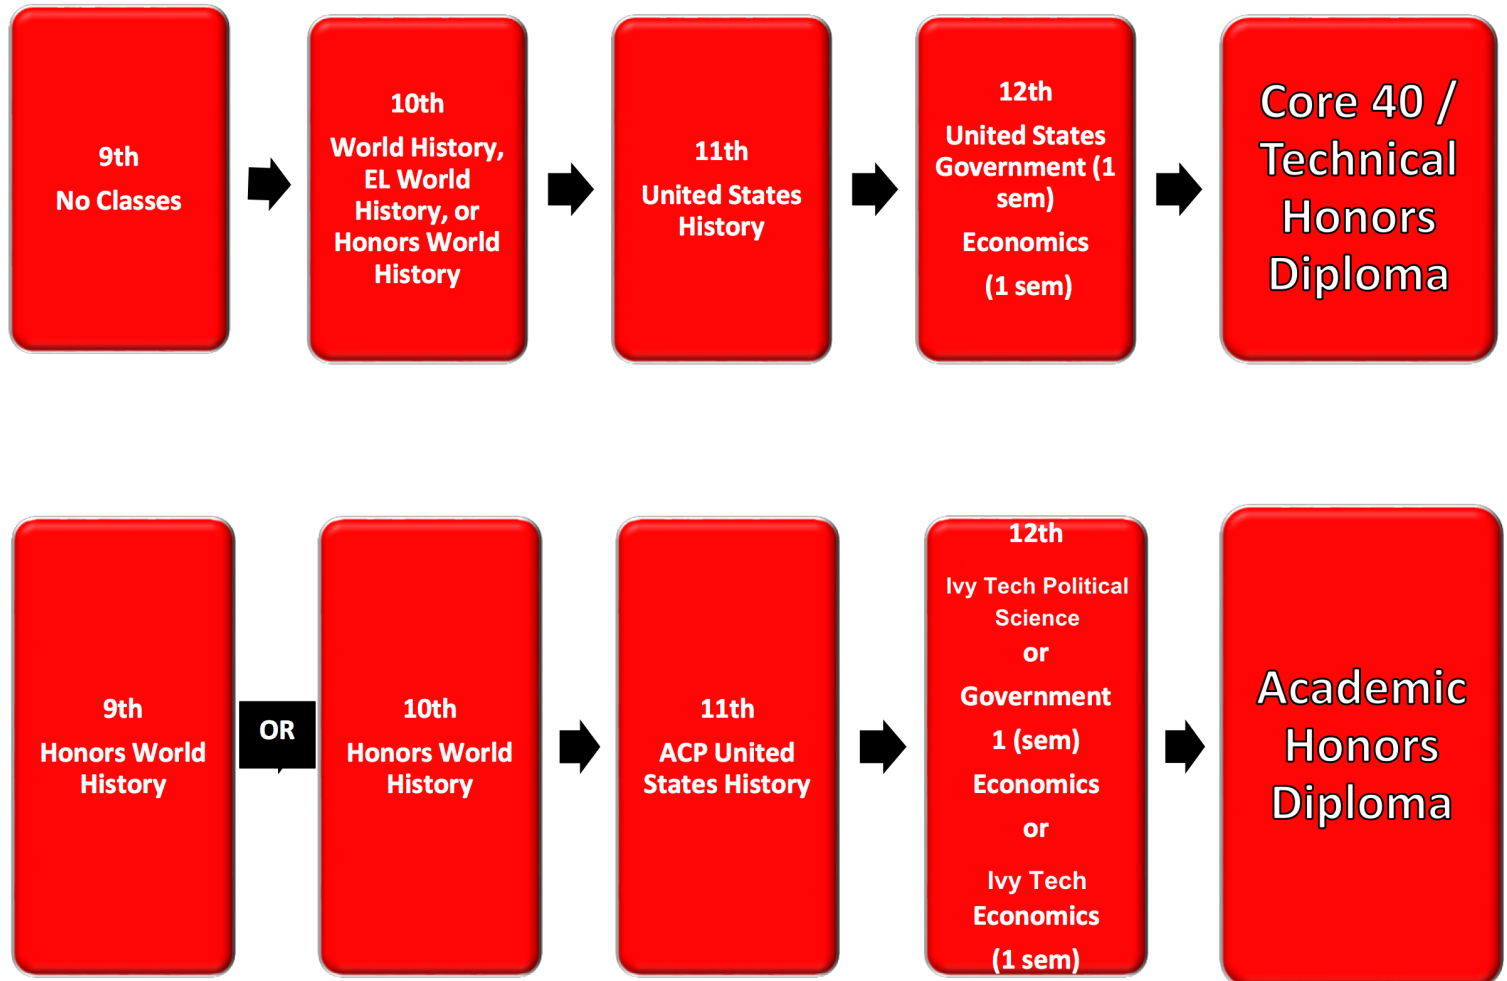 9th
No Classes
10th
World History,
EL World
History, or
Honors World
History
11th
United States
History
12th
United States
Government (1
sem)
Economics
(1 sem)
Core 40 /
Technical
Honors
Diploma
9th
Honors World
History
OR
10th
Honors World
History
11th
ACP United
States History
12th
Ivy Tech Political
Science
or
Government
1 (sem)
Economics
or
Ivy Tech
Economics
(1 sem)
Academic
Honors
Diploma